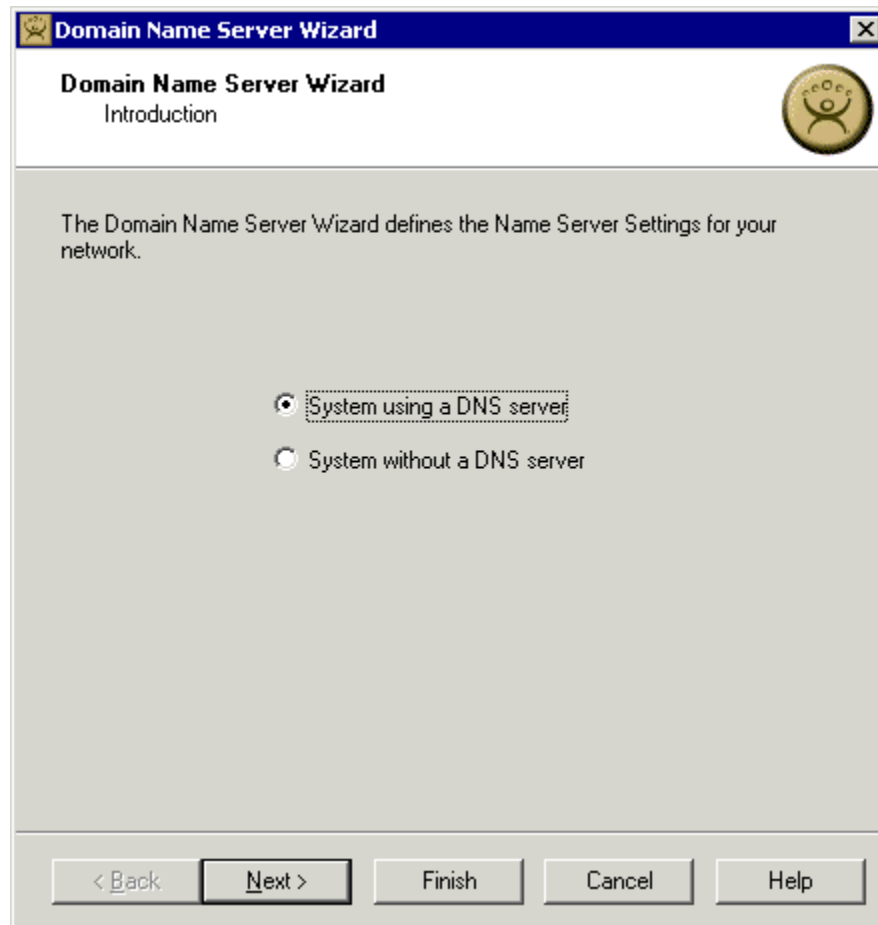 Domain Name Server Wizard
Domain Name Server Wizard
Introduction
The Domain Name Server Wizard defines the Name Server Settings for your
network.
System using a DNS server
System without a DNS server
< Back Next > Finish Cancel Help